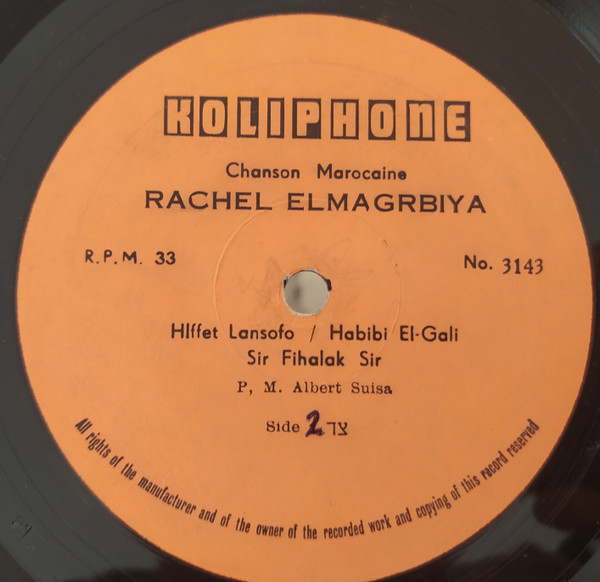 KOLIPHONE
Chanson Marocaine
RACHEL ELMAGRBIYA
R.P.M. 33
No. 3143
Hlffet Lansofo / Habibi El-Gali
Sir Fihalak Sir
P, M. Albert Suisa
Side 2 צד
All rights of the manufacturer and of the owner of the recorded work and copying of this record reserved